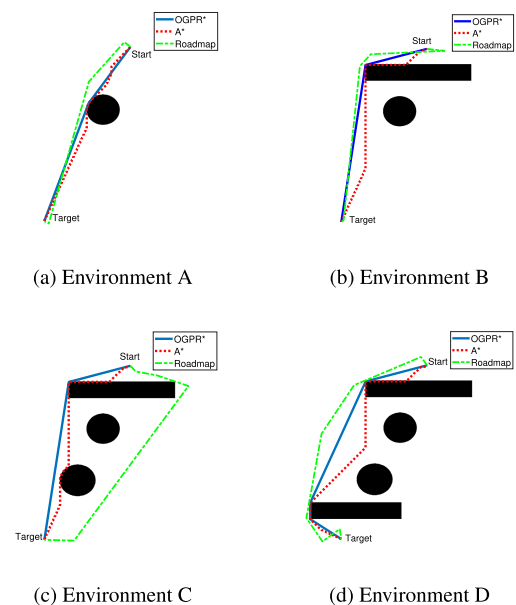 OGPR*
A*
Roadmap
Start
Target
(a) Environment A
OGPR*
A*
Roadmap
Start
Target
(b) Environment B
OGPR*
A*
Roadmap
Start
Target
(c) Environment C
OGPR*
A*
Roadmap
Start
Target
(d) Environment D